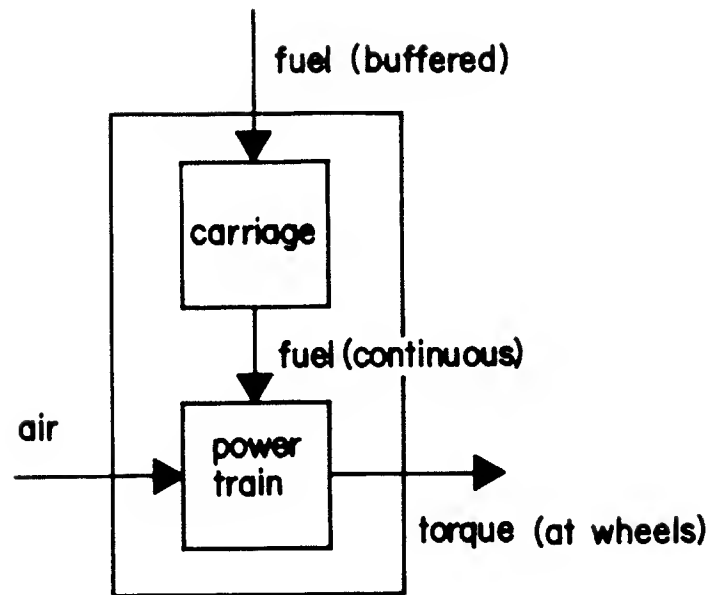 fuel (buffered)
carriage
fuel (continuous)
air
power
train
torque (at wheels)